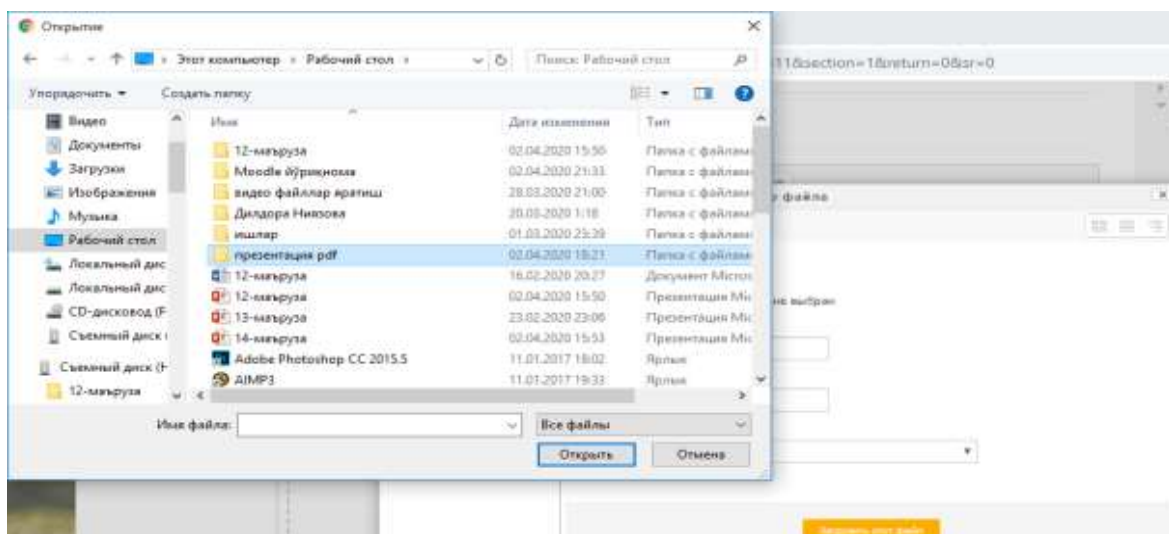 Открытие
Этот компьютер › Рабочий стол ›
Поиск: Рабочий стол
11&section=1&return=0&sr=0
Упорядочить
Создать папку
Видео
Документы
Загрузки
Изображения
Музыка
Рабочий стол
Локальный дис
Локальный дис
CD-дисковод (F
Съемный диск
Съемный диск (H
12-маъруза
Имя Дата изменения Тип
12-маъруза 02.04.2020 15:50 Папка с файлами
Moodle йўриқнома 02.04.2020 21:33 Папка с файлами
видео файллар яратиш 28.03.2020 21:00 Папка с файлами
Дилдора Ниязова 20.03.2020 1:18 Папка с файлами
ишлар 01.03.2020 23:39 Папка с файлами
презентация pdf 02.04.2020 18:21 Папка с файлами
12-маъруза 16.02.2020 20:27 Документ Micros
12-маъруза 02.04.2020 15:50 Презентация Mic
13-маъруза 23.02.2020 23:06 Презентация Mic
14-маъруза 02.04.2020 15:53 Презентация Mic
Adobe Photoshop CC 2015.5 11.01.2017 18:02 Ярлык
AIMP3 11.01.2017 19:33 Ярлык
Имя файла:
Все файлы
Открыть
Отмена
файла
не выбран
Загрузить этот файл